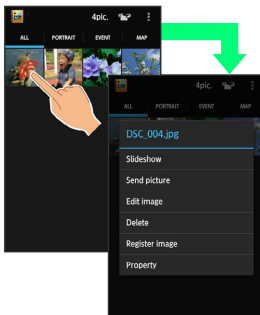 4pic.
ALL PORTRAIT EVENT MAP
4pic.
ALL PORTRAIT EVENT MAP
DSC_004.jpg
Slideshow
Send picture
Edit image
Delete
Register image
Property